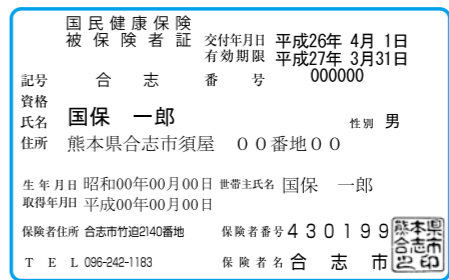 国民健康保険
被保険者証 交付年月日 平成26年 4月 1日
有効期限 平成27年 3月31日
記号 合 志 番 号 000000
資格
氏名 国保 一郎 性別 男
住所 熊本県合志市須屋 ００番地００
生年月日 昭和00年00月00日 世帯主氏名 国保 一郎
取得年月日 平成00年00月00日
保険者住所 合志市竹迫2140番地 保険者番号 ４３０１９９
ＴＥＬ 096-242-1183 保険者名 合 志 市
熊本県
合志市
之印